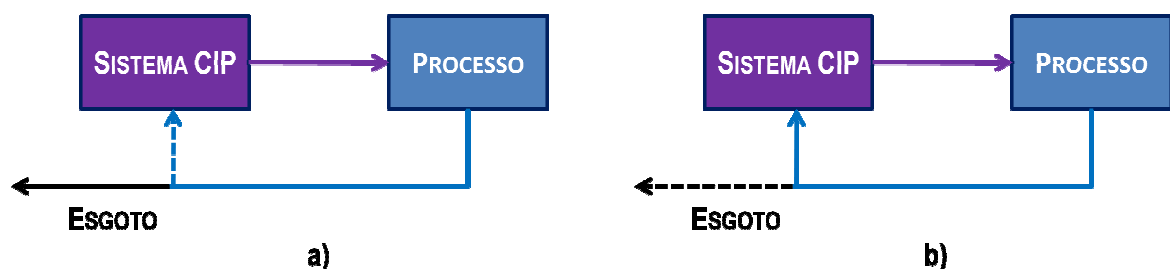 SISTEMA CIP
PROCESSO
ESGOTO
a)
SISTEMA CIP
PROCESSO
ESGOTO
b)